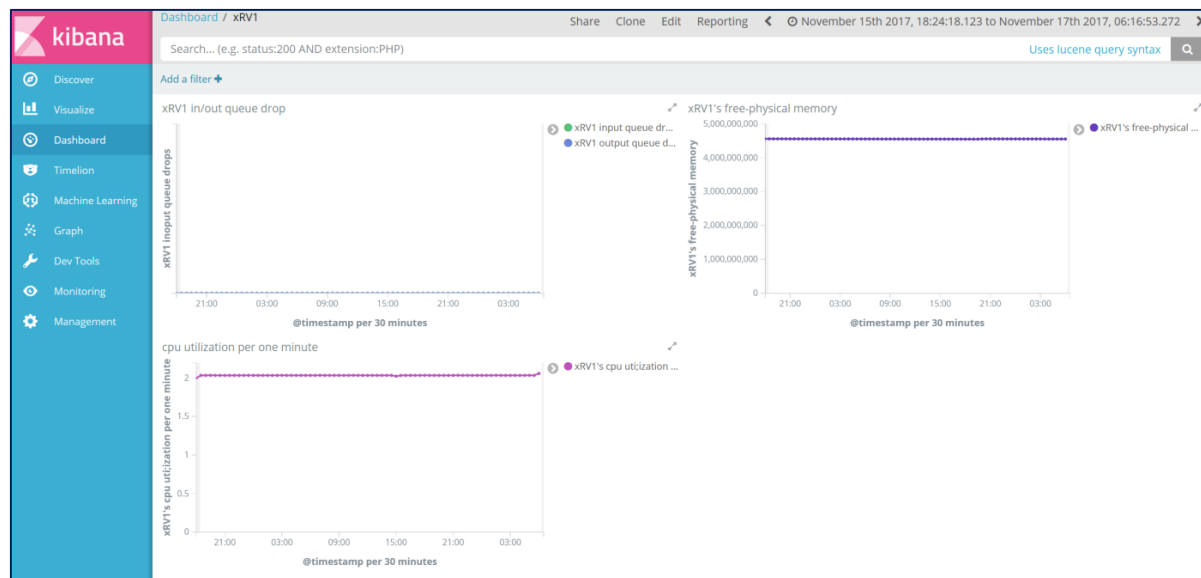 kibana
Discover
Visualize
Dashboard
Timelion
Machine Learning
Graph
Dev Tools
Monitoring
Management
Dashboard / xRV1
Share Clone Edit Reporting November 15th 2017, 18:24:18.123 to November 17th 2017, 06:16:53.272
Search... (e.g. status:200 AND extension:PHP)
Uses lucene query syntax
Add a filter +
xRV1 in/out queue drop
xRV1 inoput queue drops
21:00 03:00 09:00 15:00 21:00 03:00
@timestamp per 30 minutes
xRV1 input queue dr...
xRV1 output queue d...
xRV1's free-physical memory
xRV1's free-physical memory
5,000,000,000
4,000,000,000
3,000,000,000
2,000,000,000
1,000,000,000
0
21:00 03:00 09:00 15:00 21:00 03:00
@timestamp per 30 minutes
xRV1's free-physical ...
cpu utilization per one minute
xRV1's cpu uti;ization per one minute
2
1.5
1
0.5
0
21:00 03:00 09:00 15:00 21:00 03:00
@timestamp per 30 minutes
xRV1's cpu uti;ization ...